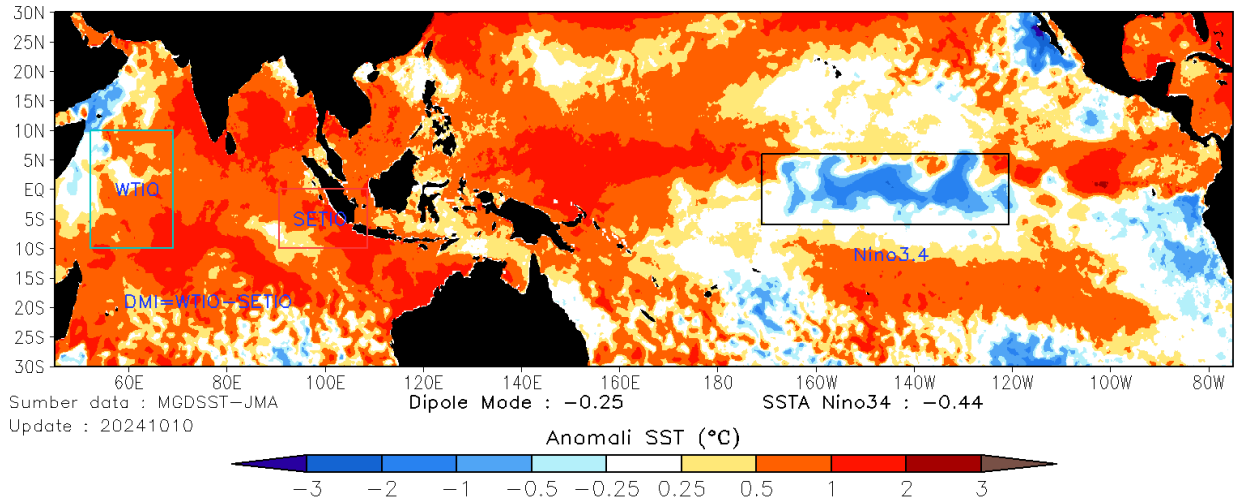 30N
25N
20N
15N
10N
5N
EQ
5S
10S
15S
20S
25S
30S
WTIO
SETIO
Nino3.4
DMI=WTIO-SETIO
60E 80E 100E 120E 140E 160E 180 160W 140W 120W 100W 80W
Sumber data : MGDSST-JMA Dipole Mode : -0.25 SSTA Nino34 : -0.44
Update : 20241010
Anomali SST (°C)
-3 -2 -1 -0.5 -0.25 0.25 0.5 1 2 3